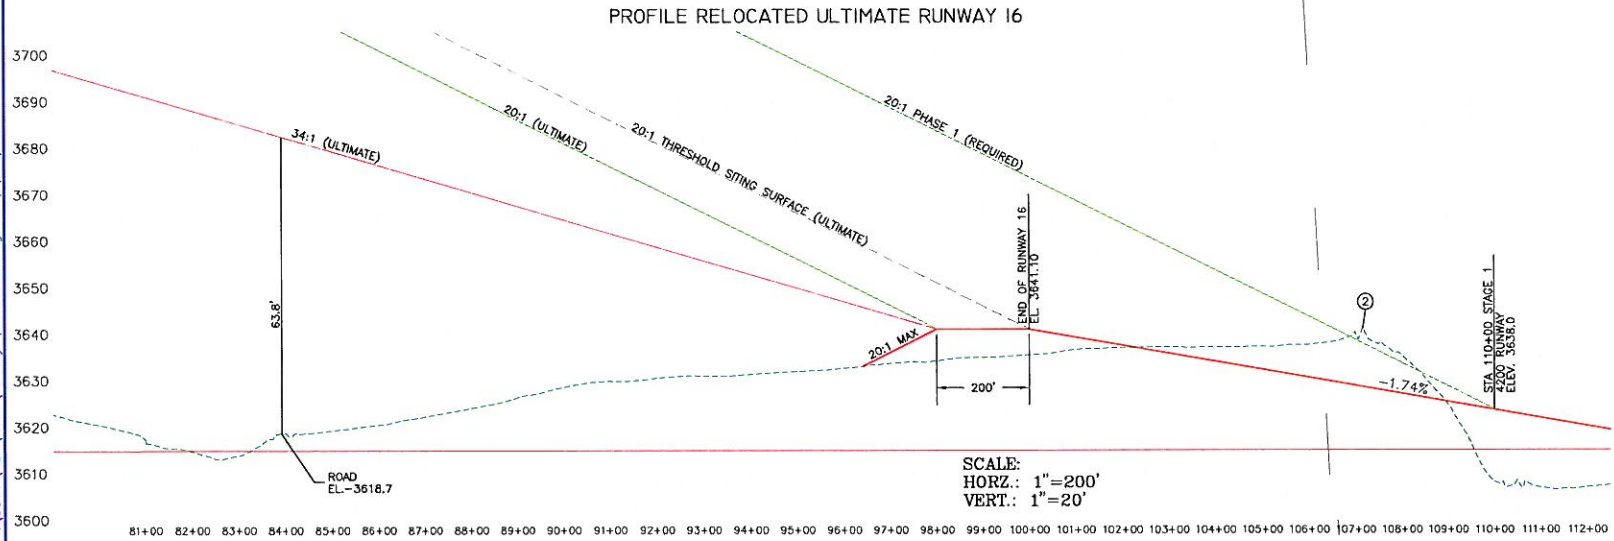 PROFILE RELOCATED ULTIMATE RUNWAY 16
3700
3690
3680
3670
3660
3650
3640
3630
3620
3610
3600
34:1 (ULTIMATE)
20:1 (ULTIMATE)
20:1 THRESHOLD SITING SURFACE (ULTIMATE)
20:1 PHASE 1 (REQUIRED)
63.8'
20:1 MAX
200'
END OF RUNWAY 16
EL 3641.10
2
-1.74%
STA 110+00 STAGE 1
4200 RUNWAY
ELEV. 3638.0
ROAD
EL.-3618.7
SCALE:
HORZ.: 1"=200'
VERT.: 1"=20'
81+00 82+00 83+00 84+00 85+00 86+00 87+00 88+00 89+00 90+00 91+00 92+00 93+00 94+00 95+00 96+00 97+00 98+00 99+00 100+00 101+00 102+00 103+00 104+00 105+00 106+00 107+00 108+00 109+00 110+00 111+00 112+00